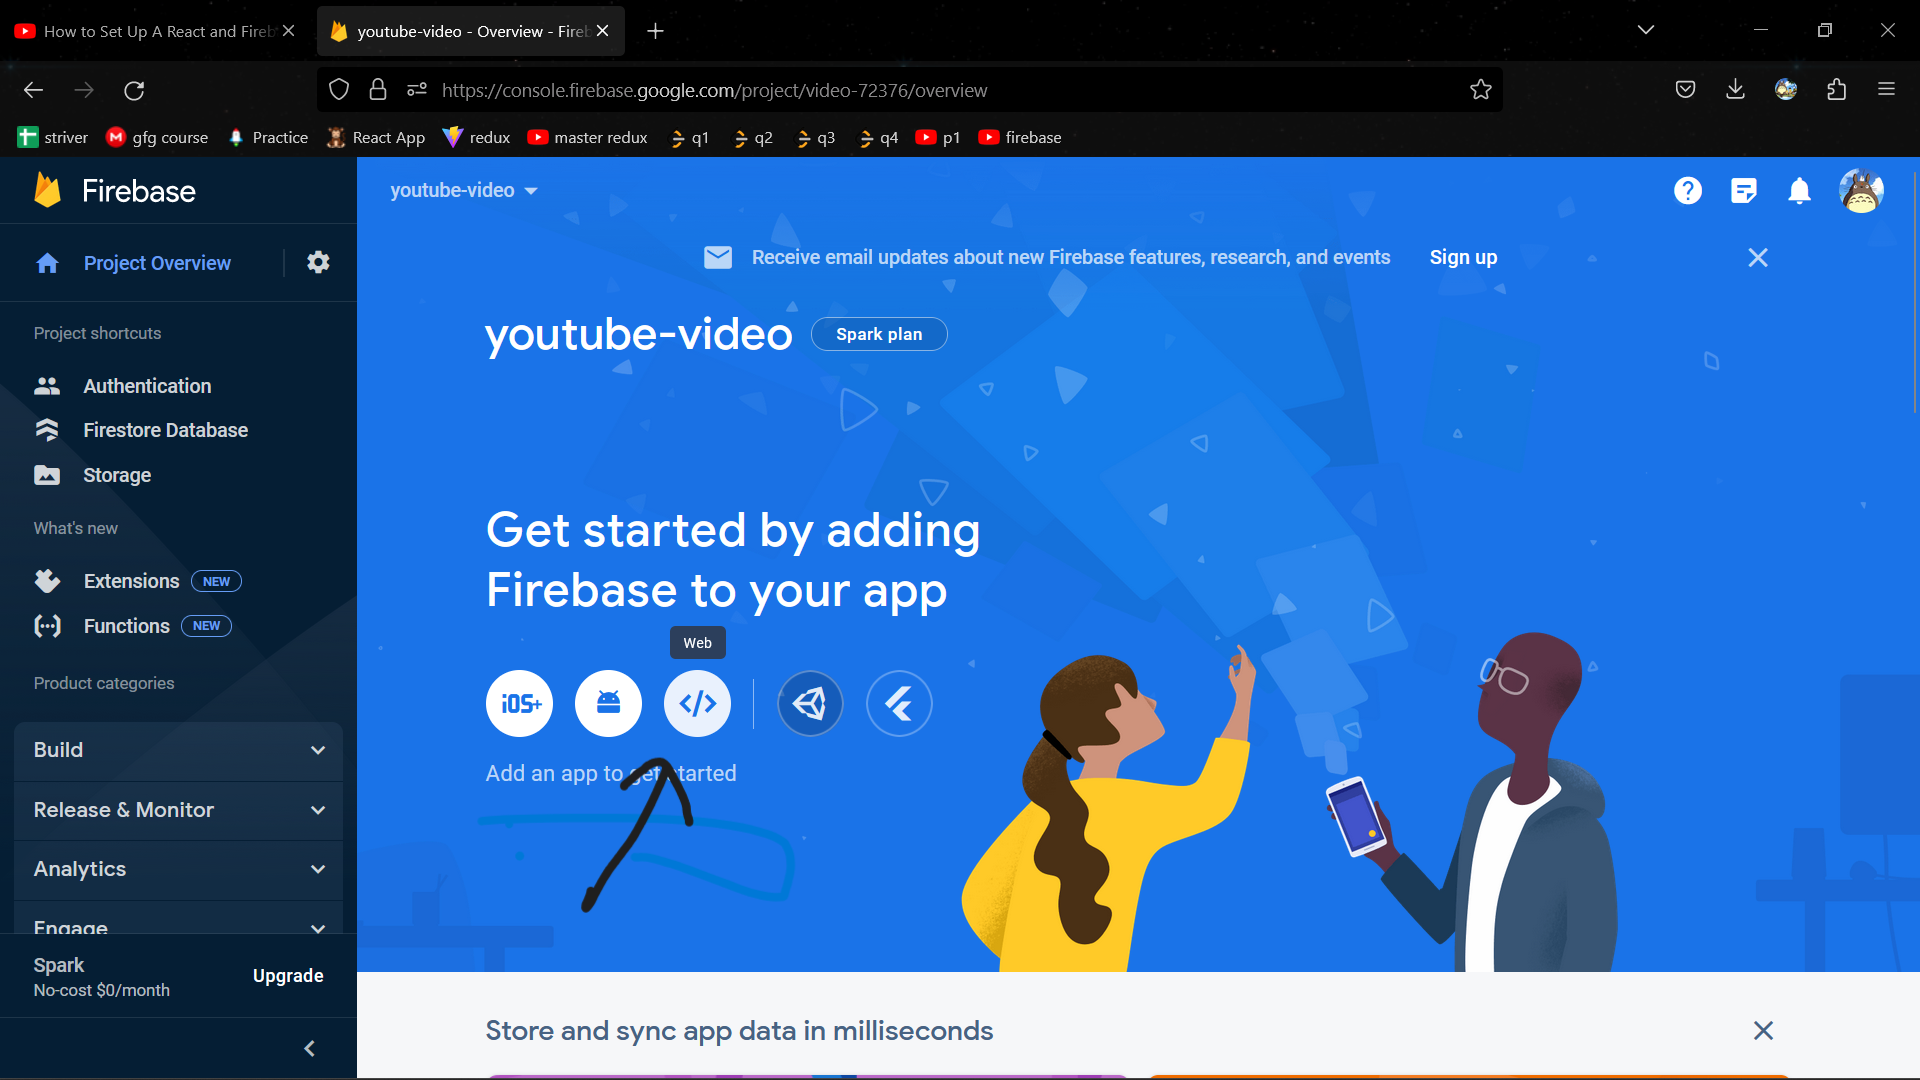 How to Set Up A React and Fireb
youtube-video - Overview - Fireb
https://console.firebase.google.com/project/video-72376/overview
striver gfg course Practice React App redux master redux q1 q2 q3 q4 p1 firebase
Firebase
Project Overview
Project shortcuts
Authentication
Firestore Database
Storage
What's new
Extensions NEW
Functions NEW
Product categories
Build
Release & Monitor
Analytics
Engage
Spark
No-cost $0/month
Upgrade
youtube-video
Receive email updates about new Firebase features, research, and events Sign up
youtube-video Spark plan
Get started by adding
Firebase to your app
Web
iOS+
Add an app to get started
Store and sync app data in milliseconds